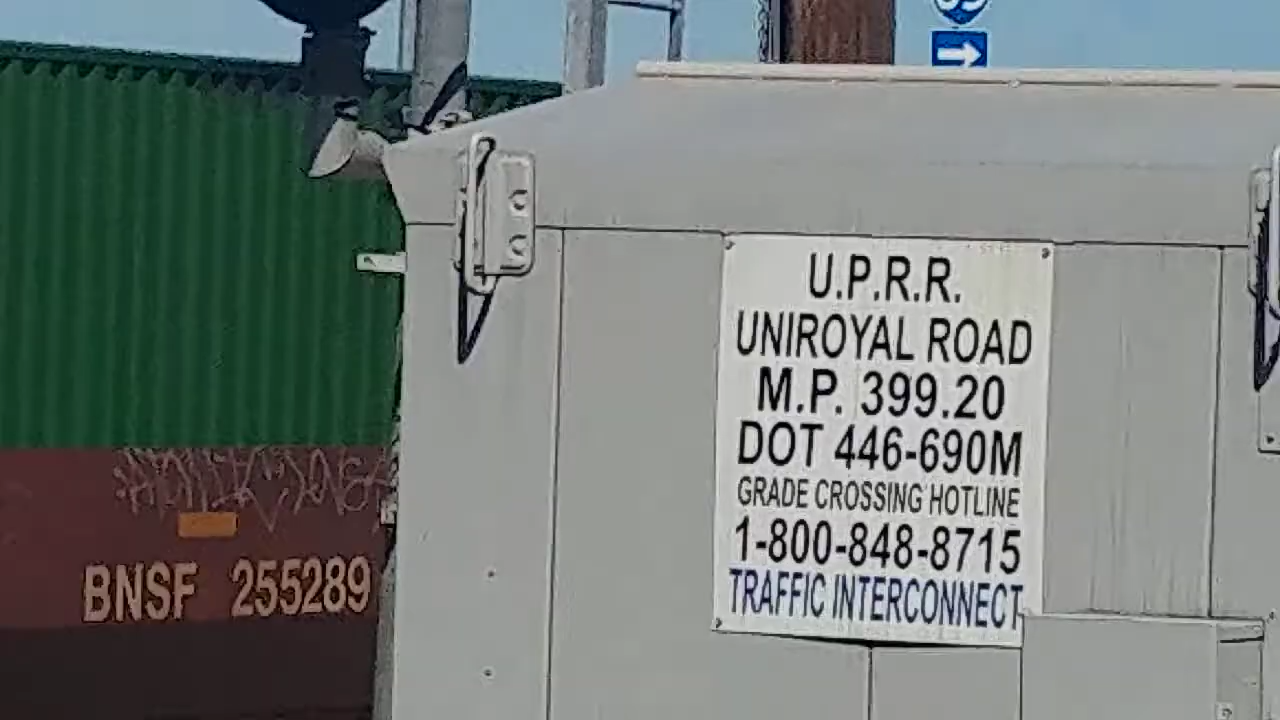 U.P.R.R.
UNIROYAL ROAD
M.P. 399.20
DOT 446-690M
GRADE CROSSING HOTLINE
1-800-848-8715
TRAFFIC INTERCONNECT
BNSF 255289